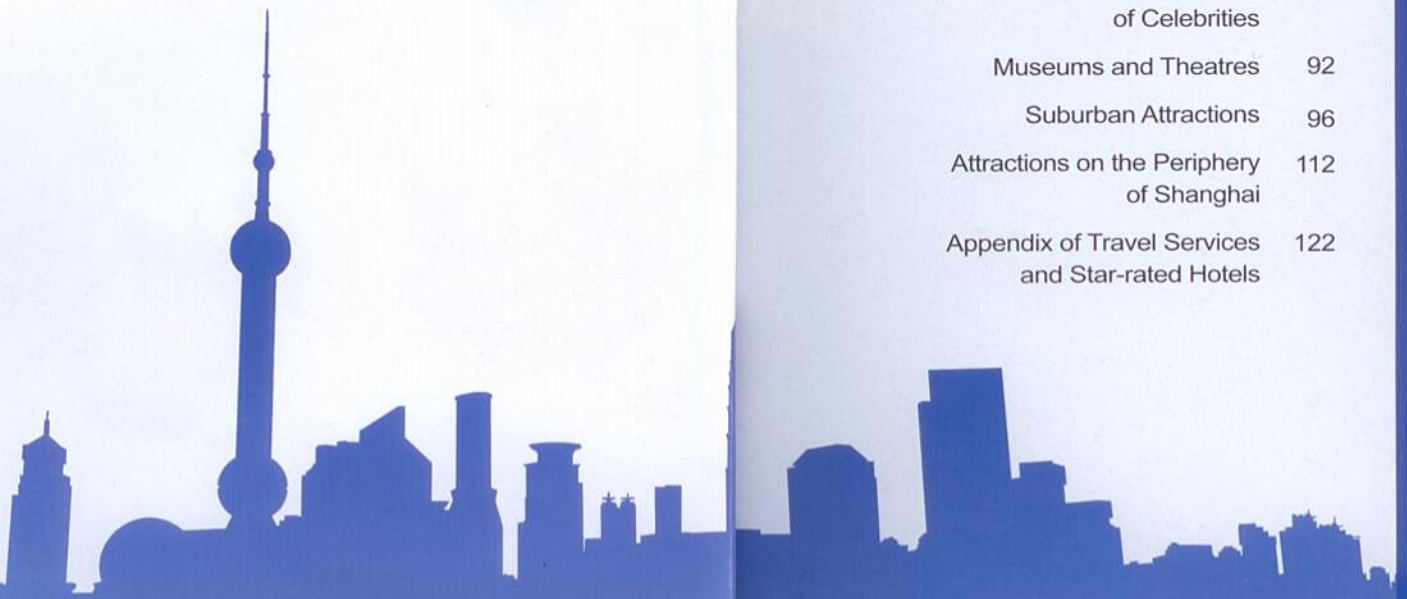 of Celebrities
Museums and Theatres 92
Suburban Attractions 96
Attractions on the Periphery 112
of Shanghai
Appendix of Travel Services 122
and Star-rated Hotels